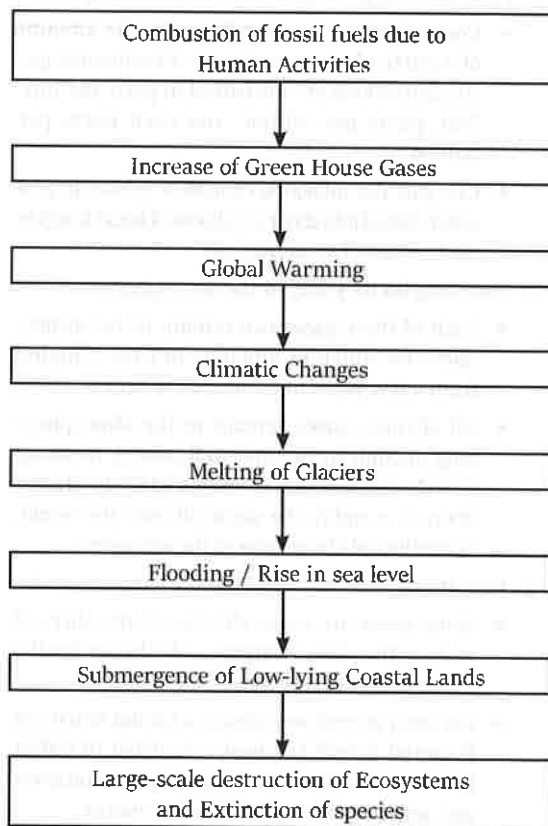 Combustion of fossil fuels due to
Human Activities
Increase of Green House Gases
Global Warming
Climatic Changes
Melting of Glaciers
Flooding / Rise in sea level
Submergence of Low-lying Coastal Lands
Large-scale destruction of Ecosystems
and Extinction of species